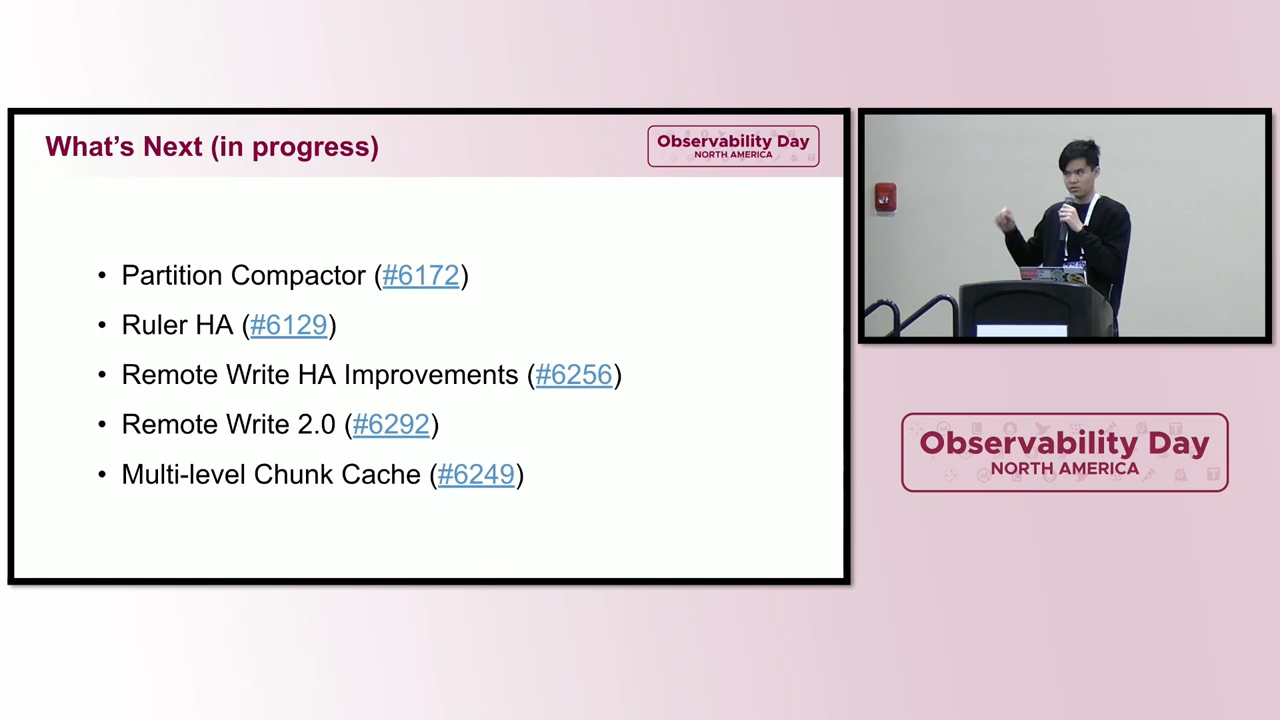 What's Next (in progress)
Observability Day
NORTH AMERICA
• Partition Compactor (#6172)
• Ruler HA (#6129)
• Remote Write HA Improvements (#6256)
• Remote Write 2.0 (#6292)
• Multi-level Chunk Cache (#6249)
Observability Day
NORTH AMERICA